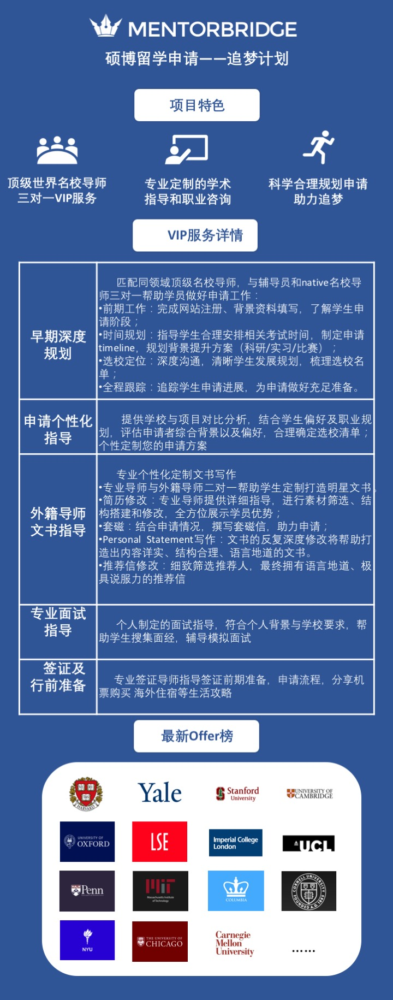 MENTORBRIDGE
硕博留学申请——追梦计划
项目特色
顶级世界名校导师
三对一VIP服务
专业定制的学术
指导和职业咨询
科学合理规划申请
助力追梦
VIP服务详情
早期深度
规划
匹配同领域顶级名校导师，与辅导员和native名校导
师三对一帮助学员做好申请工作：
•前期工作：完成网站注册、背景资料填写，了解学生申
请阶段；
•时间规划：指导学生合理安排相关考试时间，制定申请
timeline，规划背景提升方案（科研/实习/比赛）；
•选校定位：深度沟通，清晰学生发展规划，梳理选校名
单；
•全程跟踪：追踪学生申请进展，为申请做好充足准备。
申请个性化
指导
提供学校与项目对比分析，结合学生偏好及职业规
划，评估申请者综合背景以及偏好，合理确定选校清单；
个性定制您的申请方案
外籍导师
文书指导
专业个性化定制文书写作
•专业导师与外籍导师二对一帮助学生定制打造明星文书。
•简历修改：专业导师提供详细指导，进行素材筛选、结
构搭建和修改，全方位展示学员优势；
•套磁：结合申请情况，撰写套磁信，助力申请；
•Personal Statement写作：文书的反复深度修改将帮助打
造出内容详实、结构合理、语言地道的文书。
•推荐信修改：细致筛选推荐人，最终拥有语言地道、极
具说服力的推荐信
专业面试
指导
个人制定的面试指导，符合个人背景与学校要求，帮
助学生搜集面经，辅导模拟面试
签证及
行前准备
专业签证导师指导签证前期准备，申请流程，分享机
票购买 海外住宿等生活攻略
最新Offer榜
VE RI
TAS
HARVARD
Yale
Stanford
University
UNIVERSITY OF
CAMBRIDGE
UNIVERSITY OF
OXFORD
LSE
Imperial College
London
UCL
Penn
MIT
Massachusetts Institute
of Technology
COLUMBIA
CORNELL UNIVERSITY
FOUNDED A.D. 1865
NYU
THE UNIVERSITY OF
CHICAGO
Carnegie
Mellon
University
……